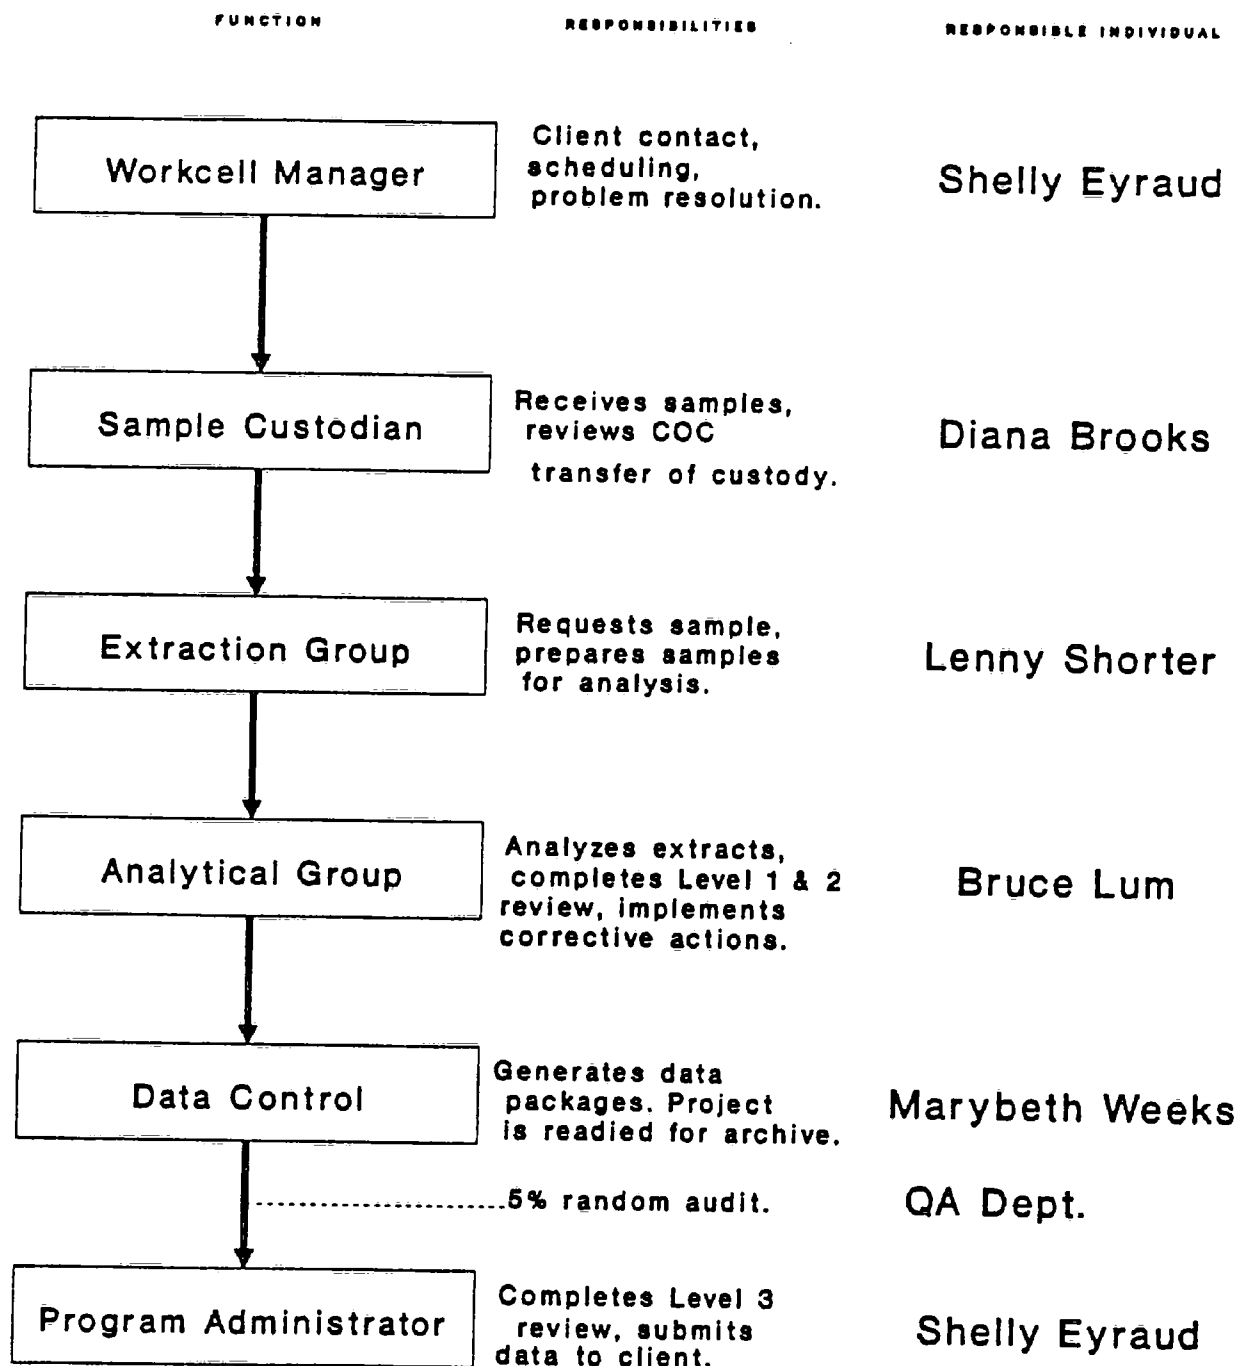 FUNCTION
RESPONSIBILITIES
RESPONSIBLE INDIVIDUAL
Workcell Manager
Client contact,
scheduling,
problem resolution.
Shelly Eyraud
Sample Custodian
Receives samples,
reviews COC
transfer of custody.
Diana Brooks
Extraction Group
Requests sample,
prepares samples
for analysis.
Lenny Shorter
Analytical Group
Analyzes extracts,
completes Level 1 & 2
review, implements
corrective actions.
Bruce Lum
Data Control
Generates data
packages. Project
is readied for archive.
Marybeth Weeks
5% random audit.
QA Dept.
Program Administrator
Completes Level 3
review, submits
data to client.
Shelly Eyraud